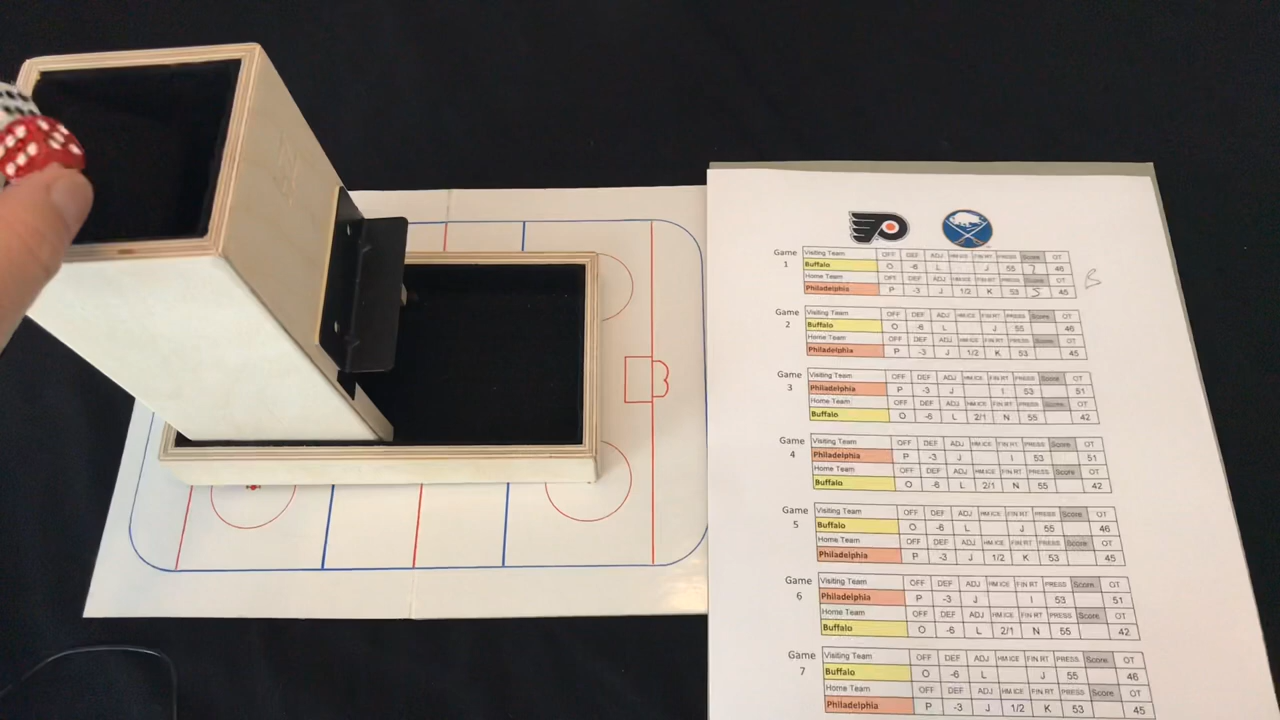 Game 1 Visiting Team OFF DEF ADJ HM ICE FIN RT PRESS Score OT
Buffalo O -6 L J 55 7 46
Home Team OFF DEF ADJ HM ICE FIN RT PRESS Score OT
Philadelphia P -3 J 1/2 K 53 5 45
B
Game 2 Visiting Team OFF DEF ADJ HM ICE FIN RT PRESS Score OT
Buffalo O -6 L J 55 46
Home Team OFF DEF ADJ HM ICE FIN RT PRESS Score OT
Philadelphia P -3 J 1/2 K 53 45
Game 3 Visiting Team OFF DEF ADJ HM ICE FIN RT PRESS Score OT
Philadelphia P -3 J I 53 51
Home Team OFF DEF ADJ HM ICE FIN RT PRESS Score OT
Buffalo O -6 L 2/1 N 55 42
Game 4 Visiting Team OFF DEF ADJ HM ICE FIN RT PRESS Score OT
Philadelphia P -3 J I 53 51
Home Team OFF DEF ADJ HM ICE FIN RT PRESS Score OT
Buffalo O -6 L 2/1 N 55 42
Game 5 Visiting Team OFF DEF ADJ HM ICE FIN RT PRESS Score OT
Buffalo O -6 L J 55 46
Home Team OFF DEF ADJ HM ICE FIN RT PRESS Score OT
Philadelphia P -3 J 1/2 K 53 45
Game 6 Visiting Team OFF DEF ADJ HM ICE FIN RT PRESS Score OT
Philadelphia P -3 J I 53 51
Home Team OFF DEF ADJ HM ICE FIN RT PRESS Score OT
Buffalo O -6 L 2/1 N 55 42
Game 7 Visiting Team OFF DEF ADJ HM ICE FIN RT PRESS Score OT
Buffalo O -6 L J 55 46
Home Team OFF DEF ADJ HM ICE FIN RT PRESS Score OT
Philadelphia P -3 J 1/2 K 53 45